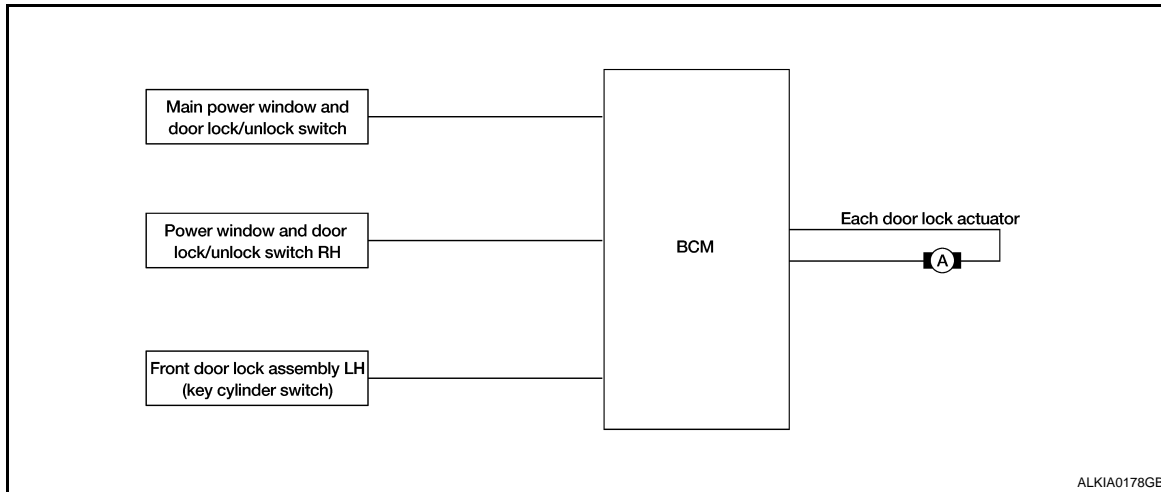 Main power window and
door lock/unlock switch
Power window and door
lock/unlock switch RH
Front door lock assembly LH
(key cylinder switch)
BCM
Each door lock actuator
A
ALKIA0178GB